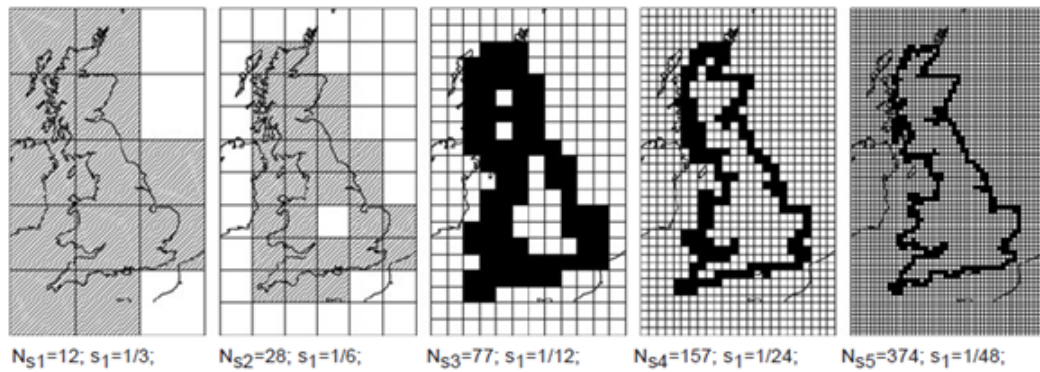 Ns1=12; s1=1/3;
Ns2=28; s1=1/6;
Ns3=77; s1=1/12;
Ns4=157; s1=1/24;
Ns5=374; s1=1/48;